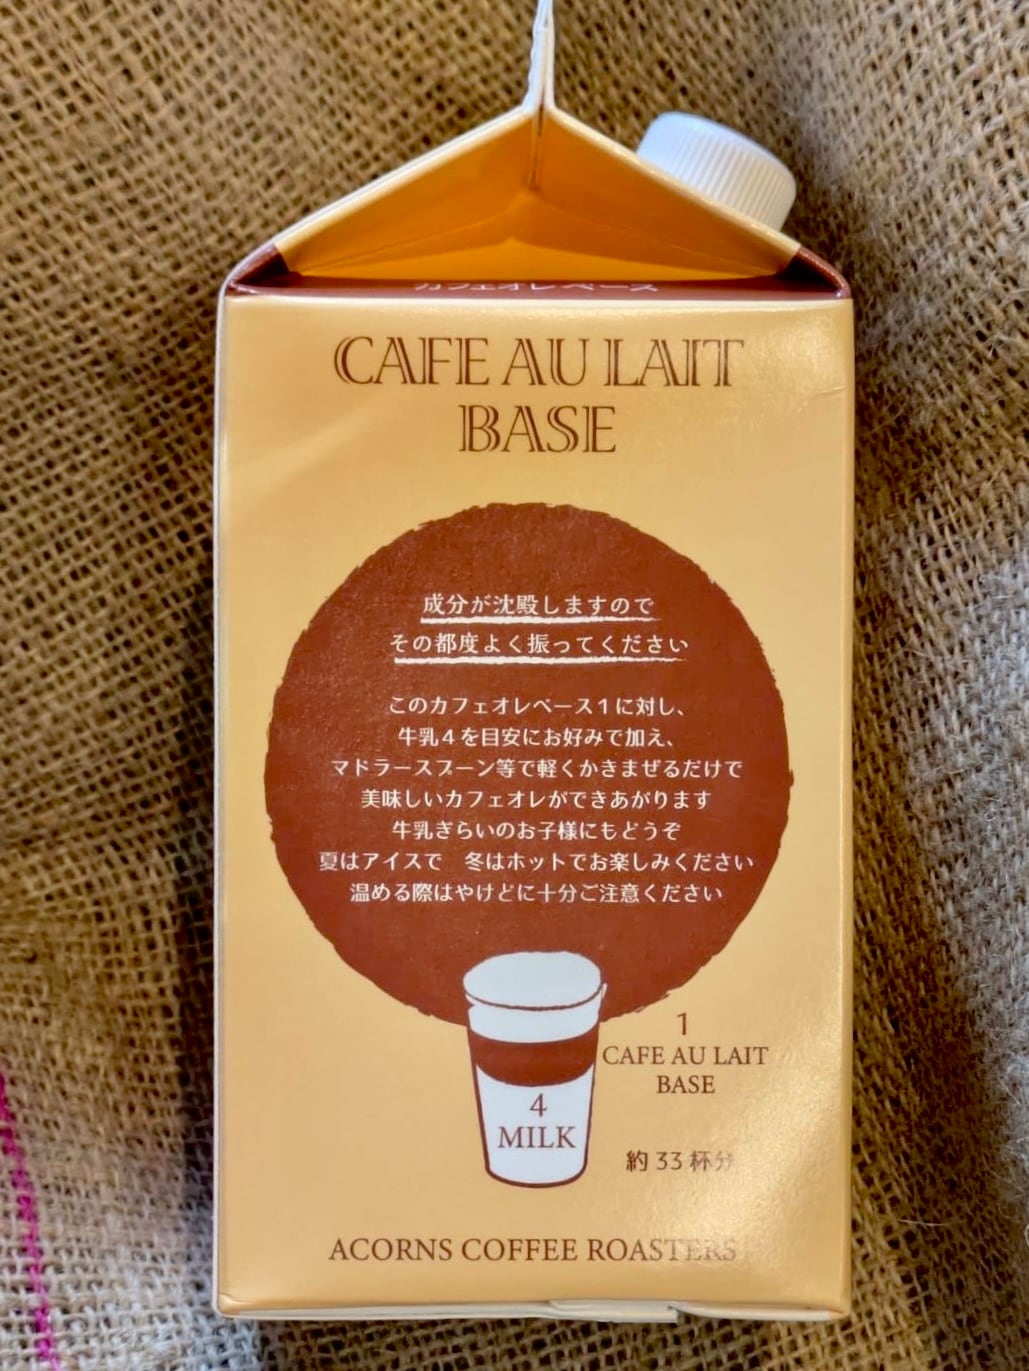 カフェオレベース
CAFE AU LAIT
BASE
成分が沈殿しますので
その都度よく振ってください
このカフェオレベース1に対し、
牛乳4を目安にお好みで加え、
マドラースプーン等で軽くかきまぜるだけで
美味しいカフェオレができあがります
牛乳ぎらいのお子様にもどうぞ
夏はアイスで　冬はホットでお楽しみください
温める際はやけどに十分ご注意ください
1
CAFE AU LAIT
BASE
4
MILK
約33杯分
ACORNS COFFEE ROASTERS